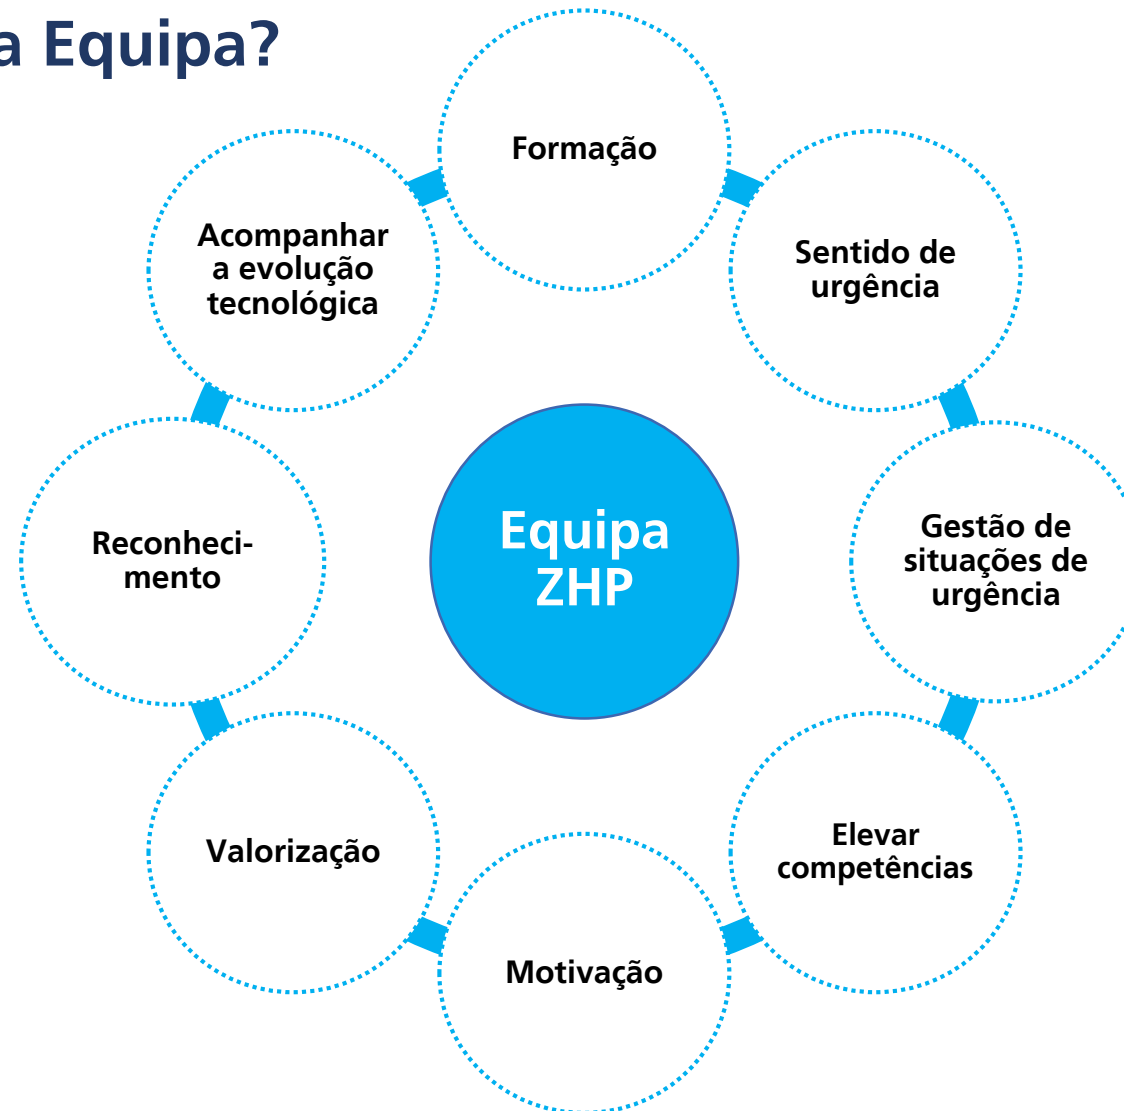 a Equipa?
Formação
Sentido de
urgência
Gestão de
situações de
urgência
Elevar
competências
Motivação
Valorização
Reconheci-
mento
Acompanhar
a evolução
tecnológica
Equipa
ZHP